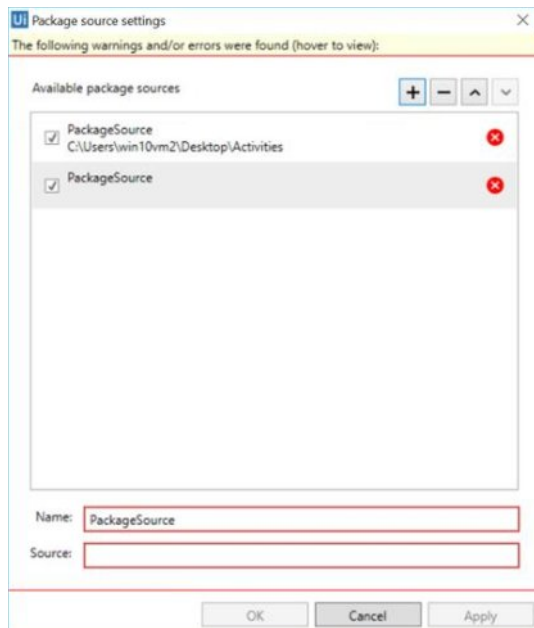 Ui Package source settings
The following warnings and/or errors were found (hover to view):
Available package sources
PackageSource
C:\Users\win10vm2\Desktop\Activities
PackageSource
Name: PackageSource
Source:
OK Cancel Apply